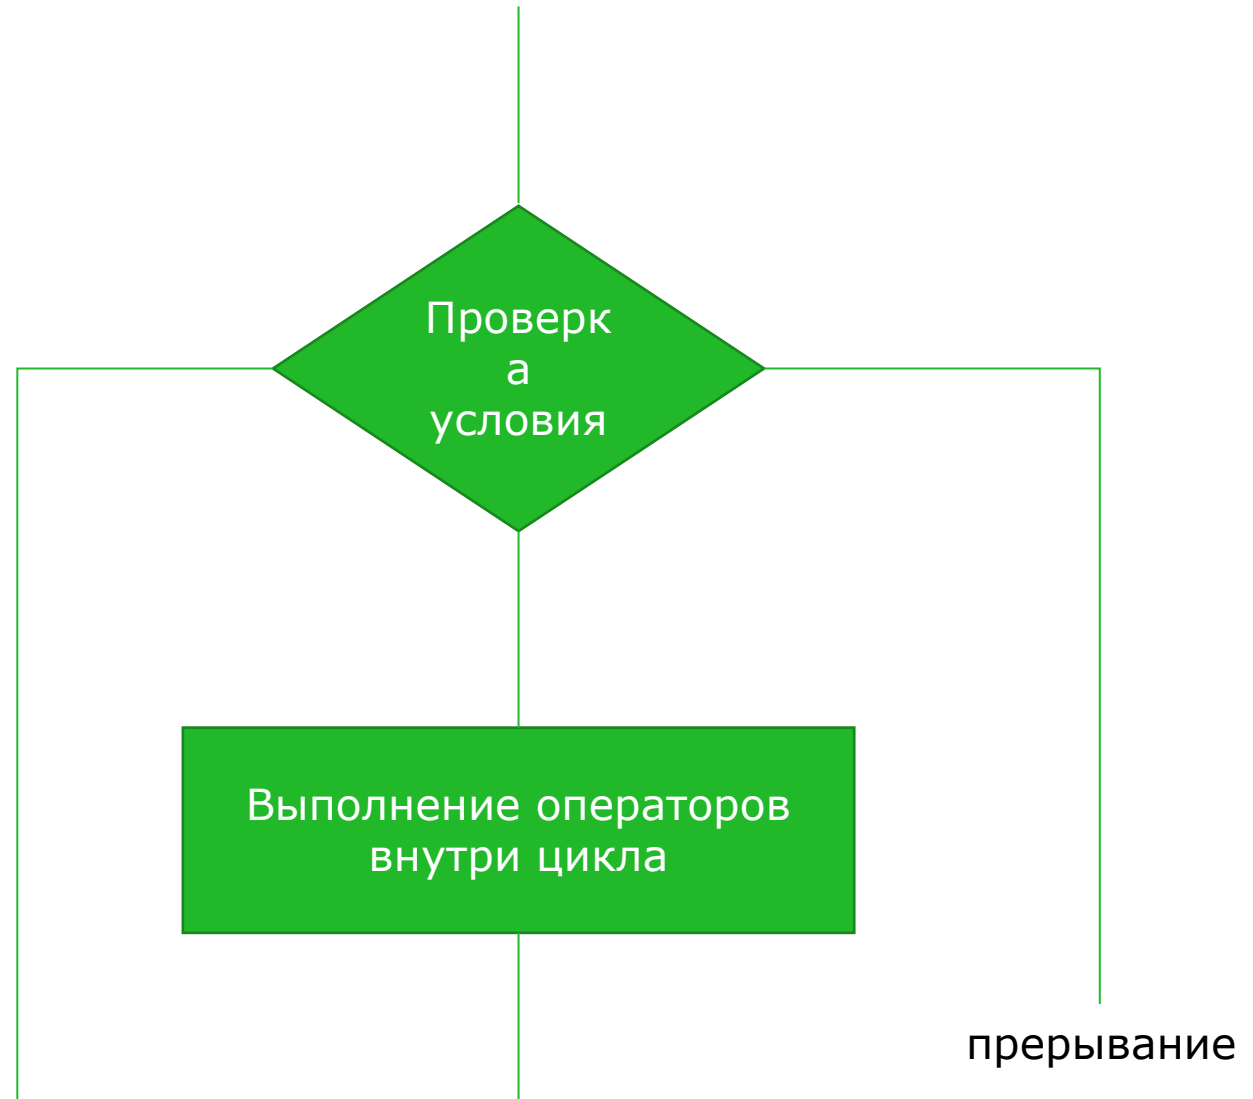 Проверк
а
условия
Выполнение операторов
внутри цикла
прерывание